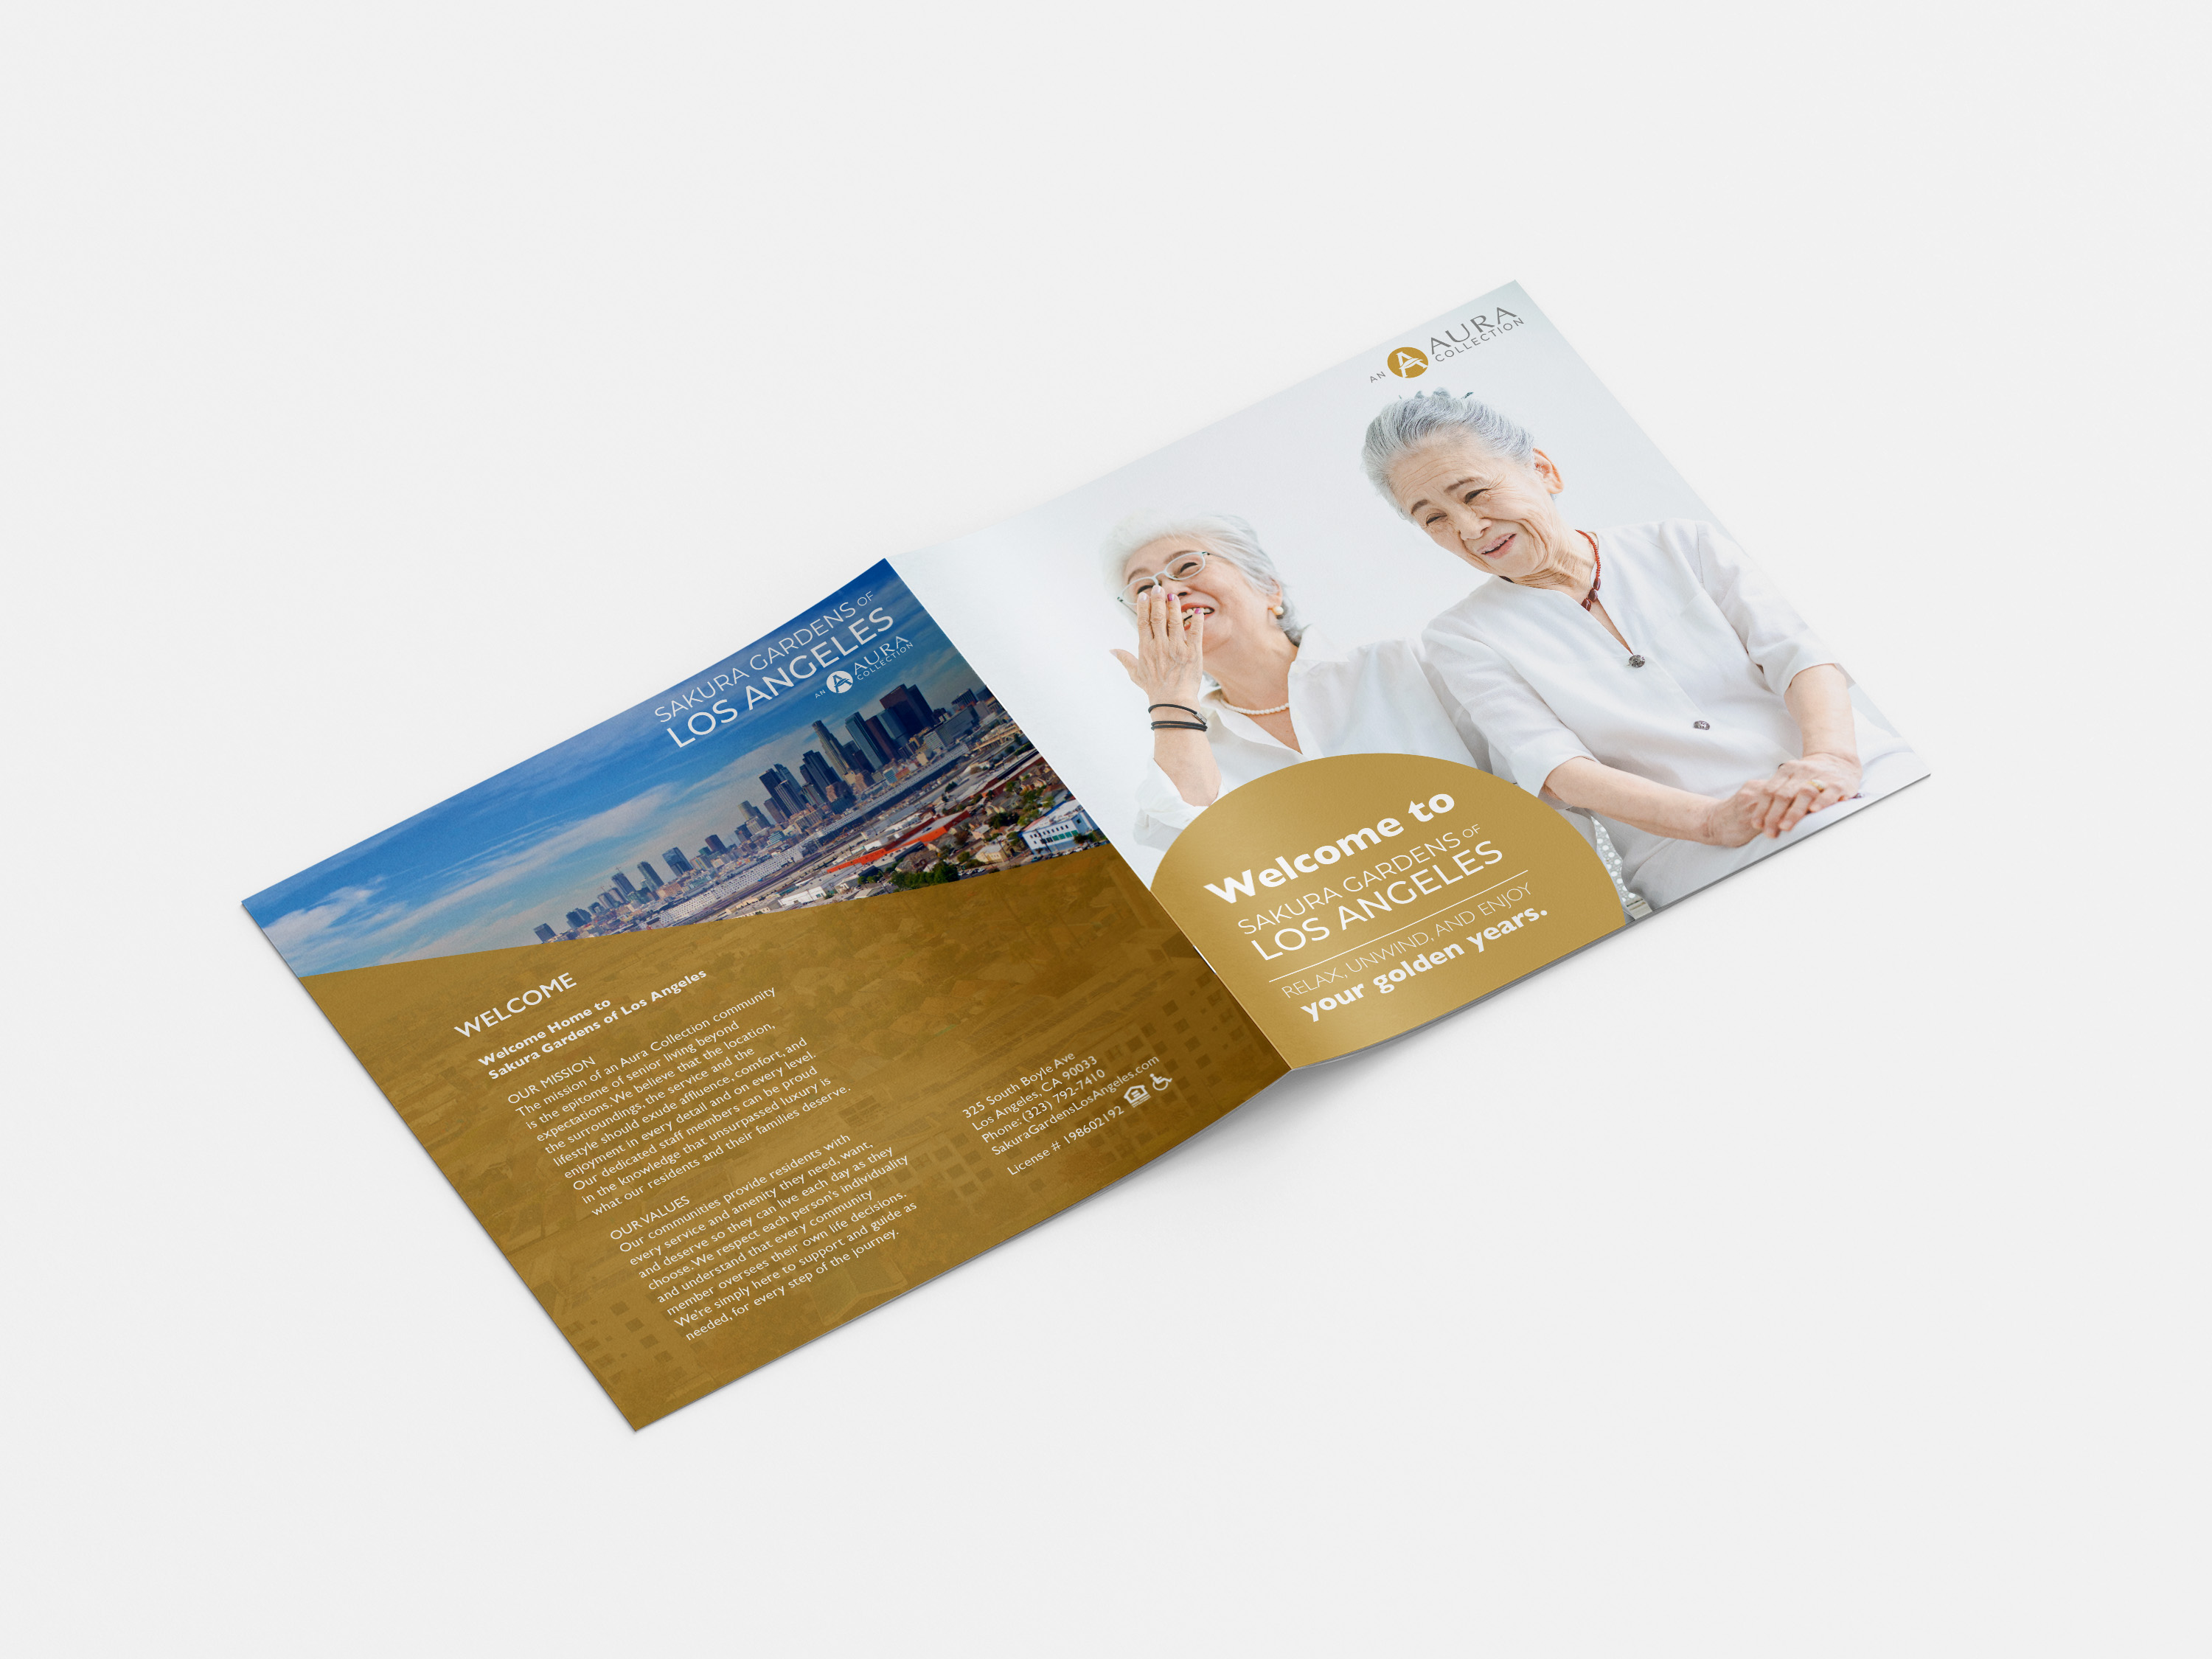 SAKURA GARDENS OF
LOS ANGELES
AN A AURA
COLLECTION
WELCOME
Welcome Home to
Sakura Gardens of Los Angeles
OUR MISSION
The mission of an Aura Collection community
is the epitome of senior living beyond
expectations. We believe that the location,
the surroundings, the service and the
lifestyle should exude affluence, comfort, and
enjoyment in every detail and on every level.
Our dedicated staff members can be proud
in the knowledge that unsurpassed luxury is
what our residents and their families deserve.
OUR VALUES
Our communities provide residents with
every service and amenity they need, want,
and deserve so they can live each day as they
choose. We respect each person's individuality
and understand that every community
member oversees their own life decisions.
We're simply here to support and guide as
needed, for every step of the journey.
325 South Boyle Ave
Los Angeles, CA 90033
Phone: (323) 792-7410
SakuraGardensLosAngeles.com
License # 198602192
AN A AURA
COLLECTION
Welcome to
SAKURA GARDENS OF
LOS ANGELES
RELAX, UNWIND, AND ENJOY
your golden years.